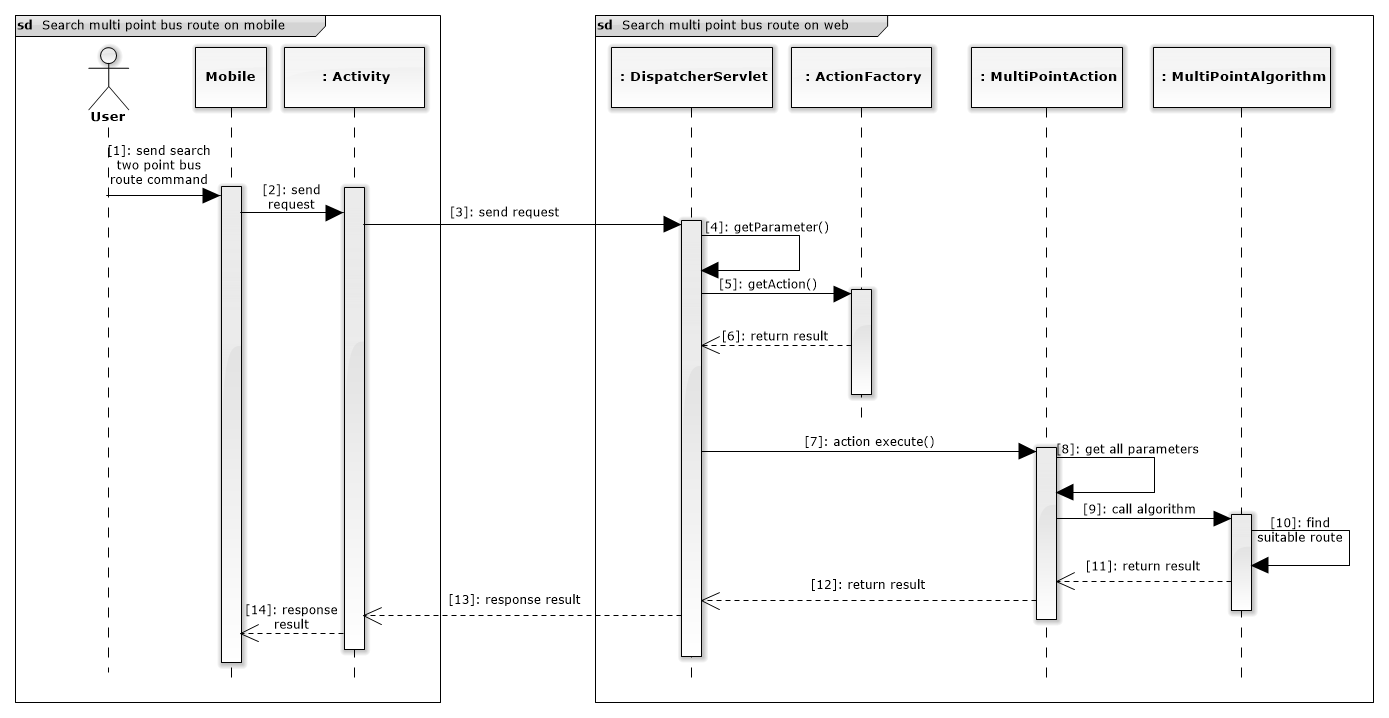 sd Search multi point bus route on mobile
sd Search multi point bus route on web
User
Mobile
: Activity
: DispatcherServlet
: ActionFactory
: MultiPointAction
: MultiPointAlgorithm
[1]: send search
two point bus
route command
[2]: send
request
[3]: send request
[4]: getParameter()
[5]: getAction()
[6]: return result
[7]: action execute()
[8]: get all parameters
[9]: call algorithm
[10]: find
suitable route
[11]: return result
[12]: return result
[13]: response result
[14]: response
result